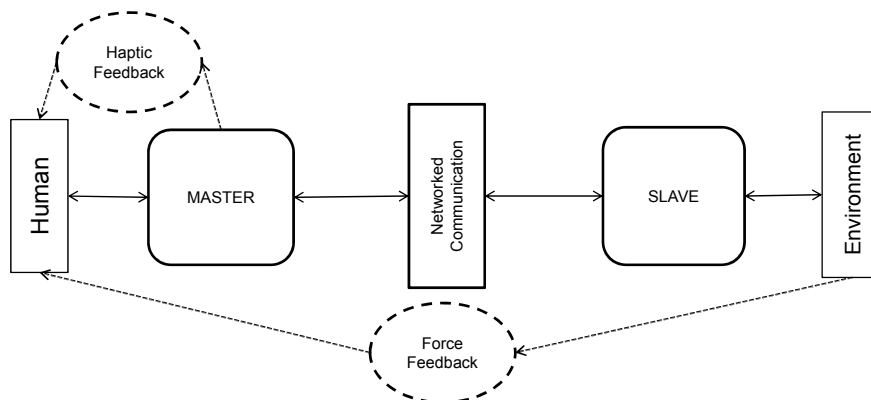 Haptic
Feedback
Human
MASTER
Networked
Communication
SLAVE
Environment
Force
Feedback